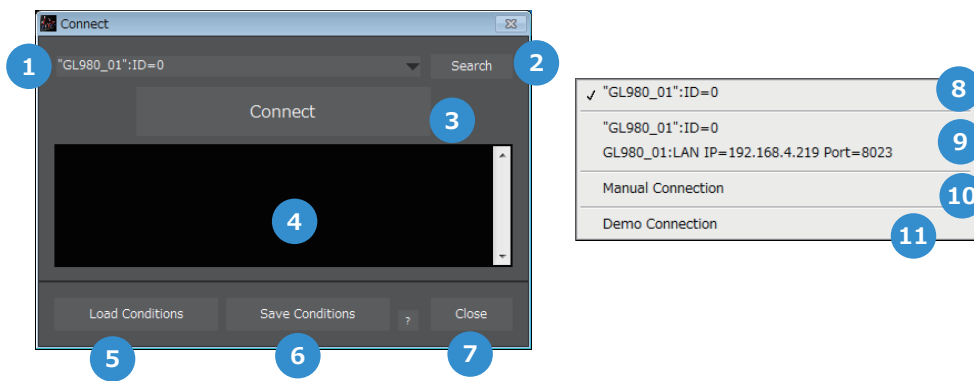 Connect
1
"GL980_01":ID=0
Search
2
Connect
3
4
Load Conditions
Save Conditions
?
Close
5
6
7
"GL980_01":ID=0
8
"GL980_01":ID=0
GL980_01:LAN IP=192.168.4.219 Port=8023
9
Manual Connection
10
Demo Connection
11